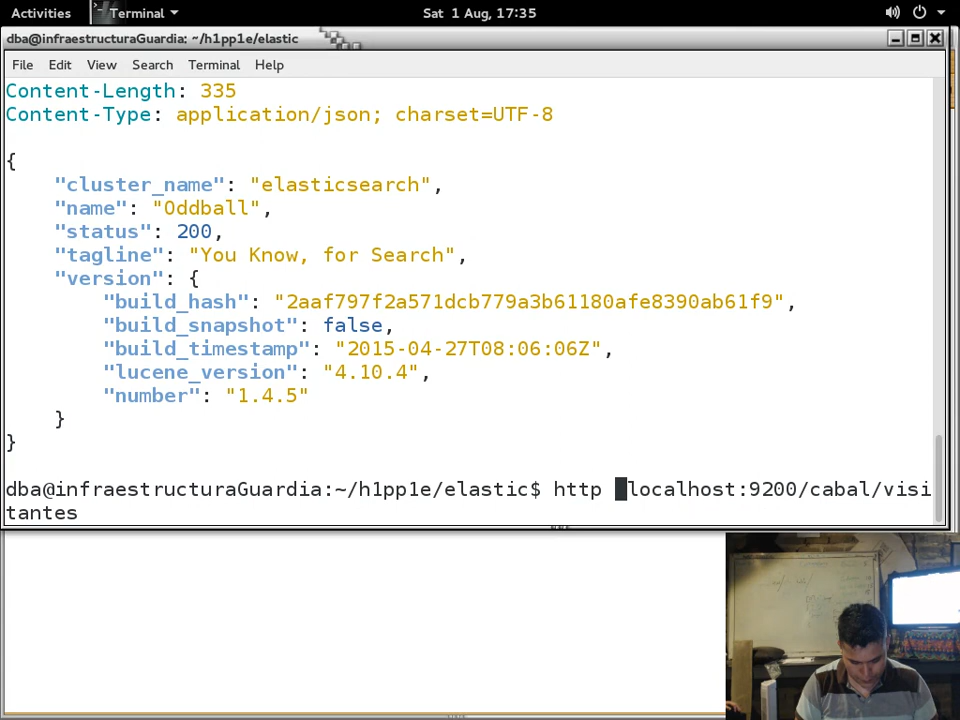 Activities Terminal Sat 1 Aug, 17:35
dba@infraestructuraGuardia: ~/h1pp1e/elastic
File Edit View Search Terminal Help
Content-Length: 335
Content-Type: application/json; charset=UTF-8
{
"cluster_name": "elasticsearch",
"name": "Oddball",
"status": 200,
"tagline": "You Know, for Search",
"version": {
"build_hash": "2aaf797f2a571dcb779a3b61180afe8390ab61f9",
"build_snapshot": false,
"build_timestamp": "2015-04-27T08:06:06Z",
"lucene_version": "4.10.4",
"number": "1.4.5"
}
}
dba@infraestructuraGuardia:~/h1pp1e/elastic$ http localhost:9200/cabal/visi
tantes